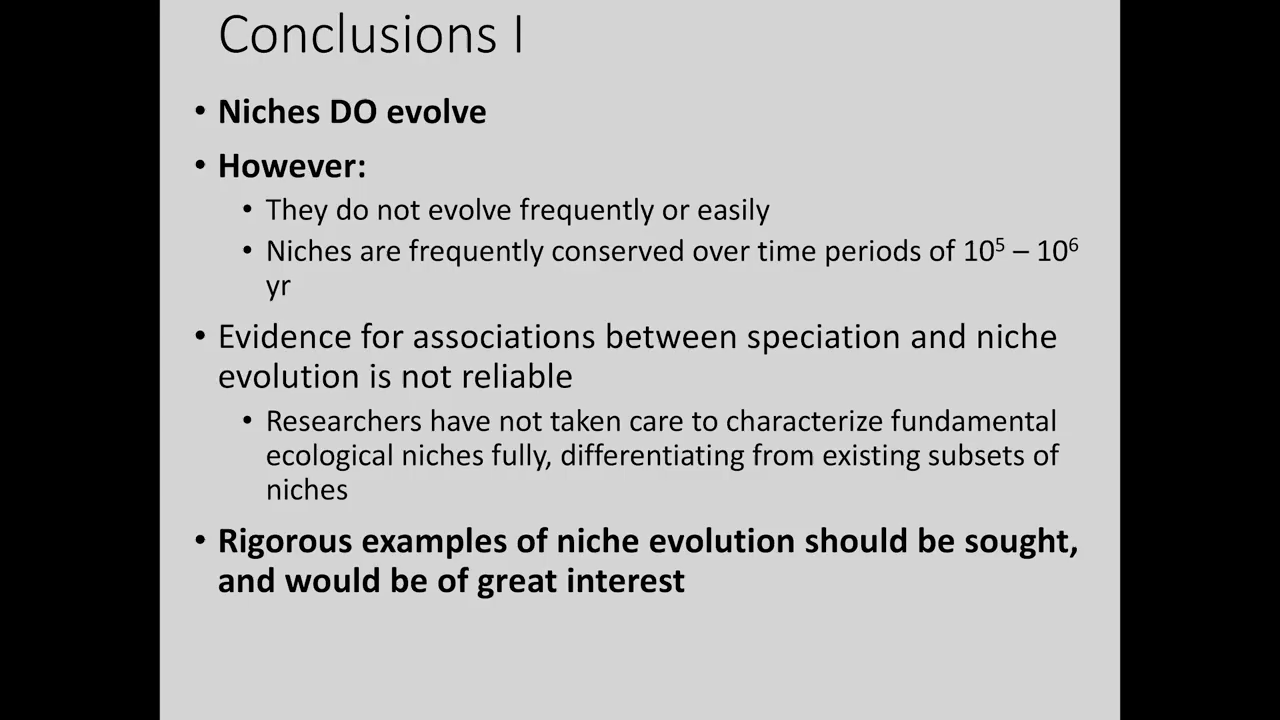 Conclusions I
• Niches DO evolve
• However:
• They do not evolve frequently or easily
• Niches are frequently conserved over time periods of 10⁵ – 10⁶
yr
• Evidence for associations between speciation and niche
evolution is not reliable
• Researchers have not taken care to characterize fundamental
ecological niches fully, differentiating from existing subsets of
niches
• Rigorous examples of niche evolution should be sought,
and would be of great interest